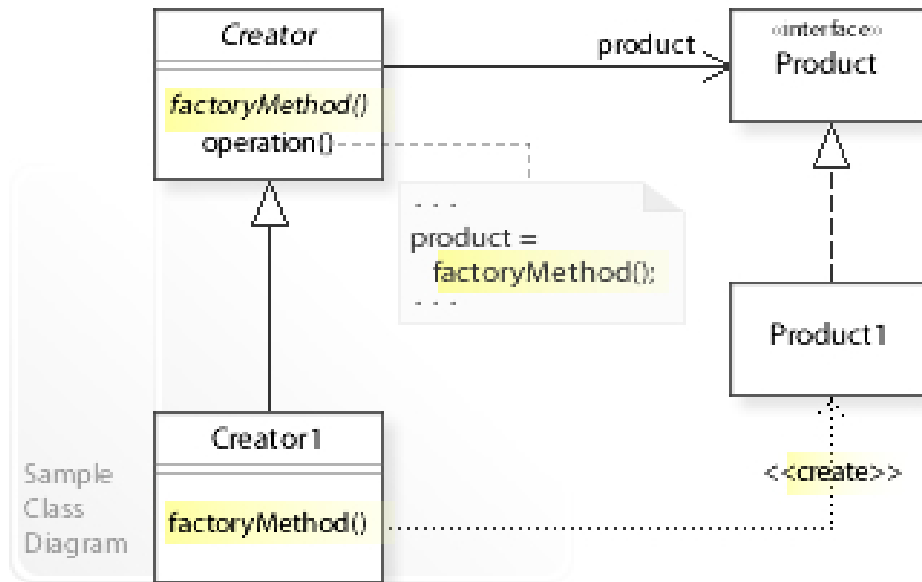 Creator
factoryMethod()
operation()
product
«interface»
Product
- - -
product =
factoryMethod();
- - -
Product1
Creator1
factoryMethod()
<<create>>
Sample
Class
Diagram